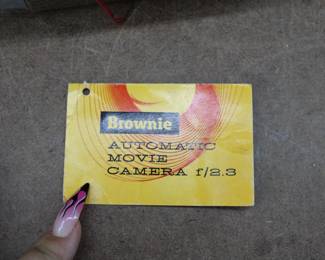 Brownie
AUTOMATIC
MOVIE
CAMERA f/2.3